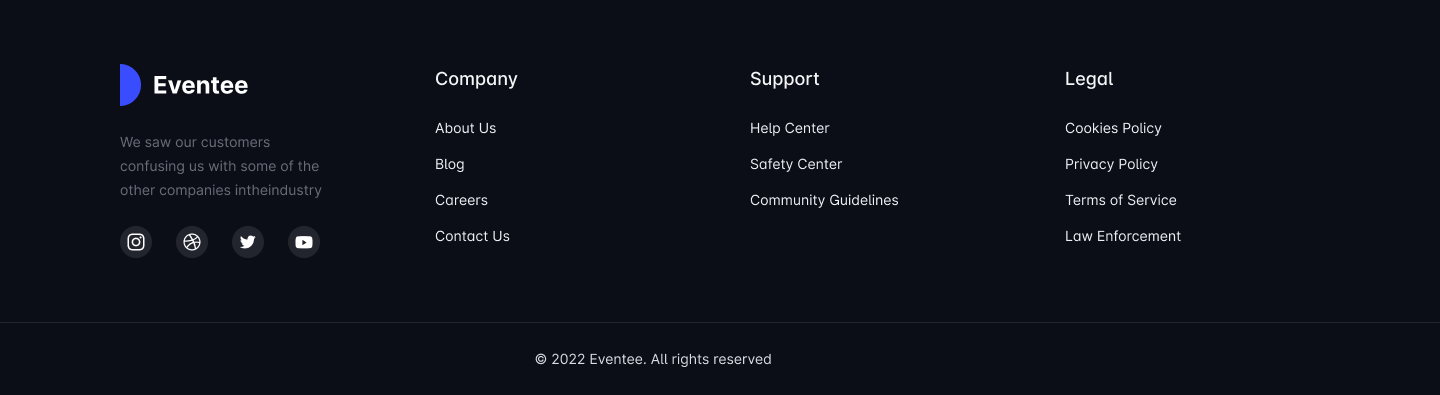 Eventee
We saw our customers
confusing us with some of the
other companies intheindustry
Company
About Us
Blog
Careers
Contact Us
Support
Help Center
Safety Center
Community Guidelines
Legal
Cookies Policy
Privacy Policy
Terms of Service
Law Enforcement
© 2022 Eventee. All rights reserved